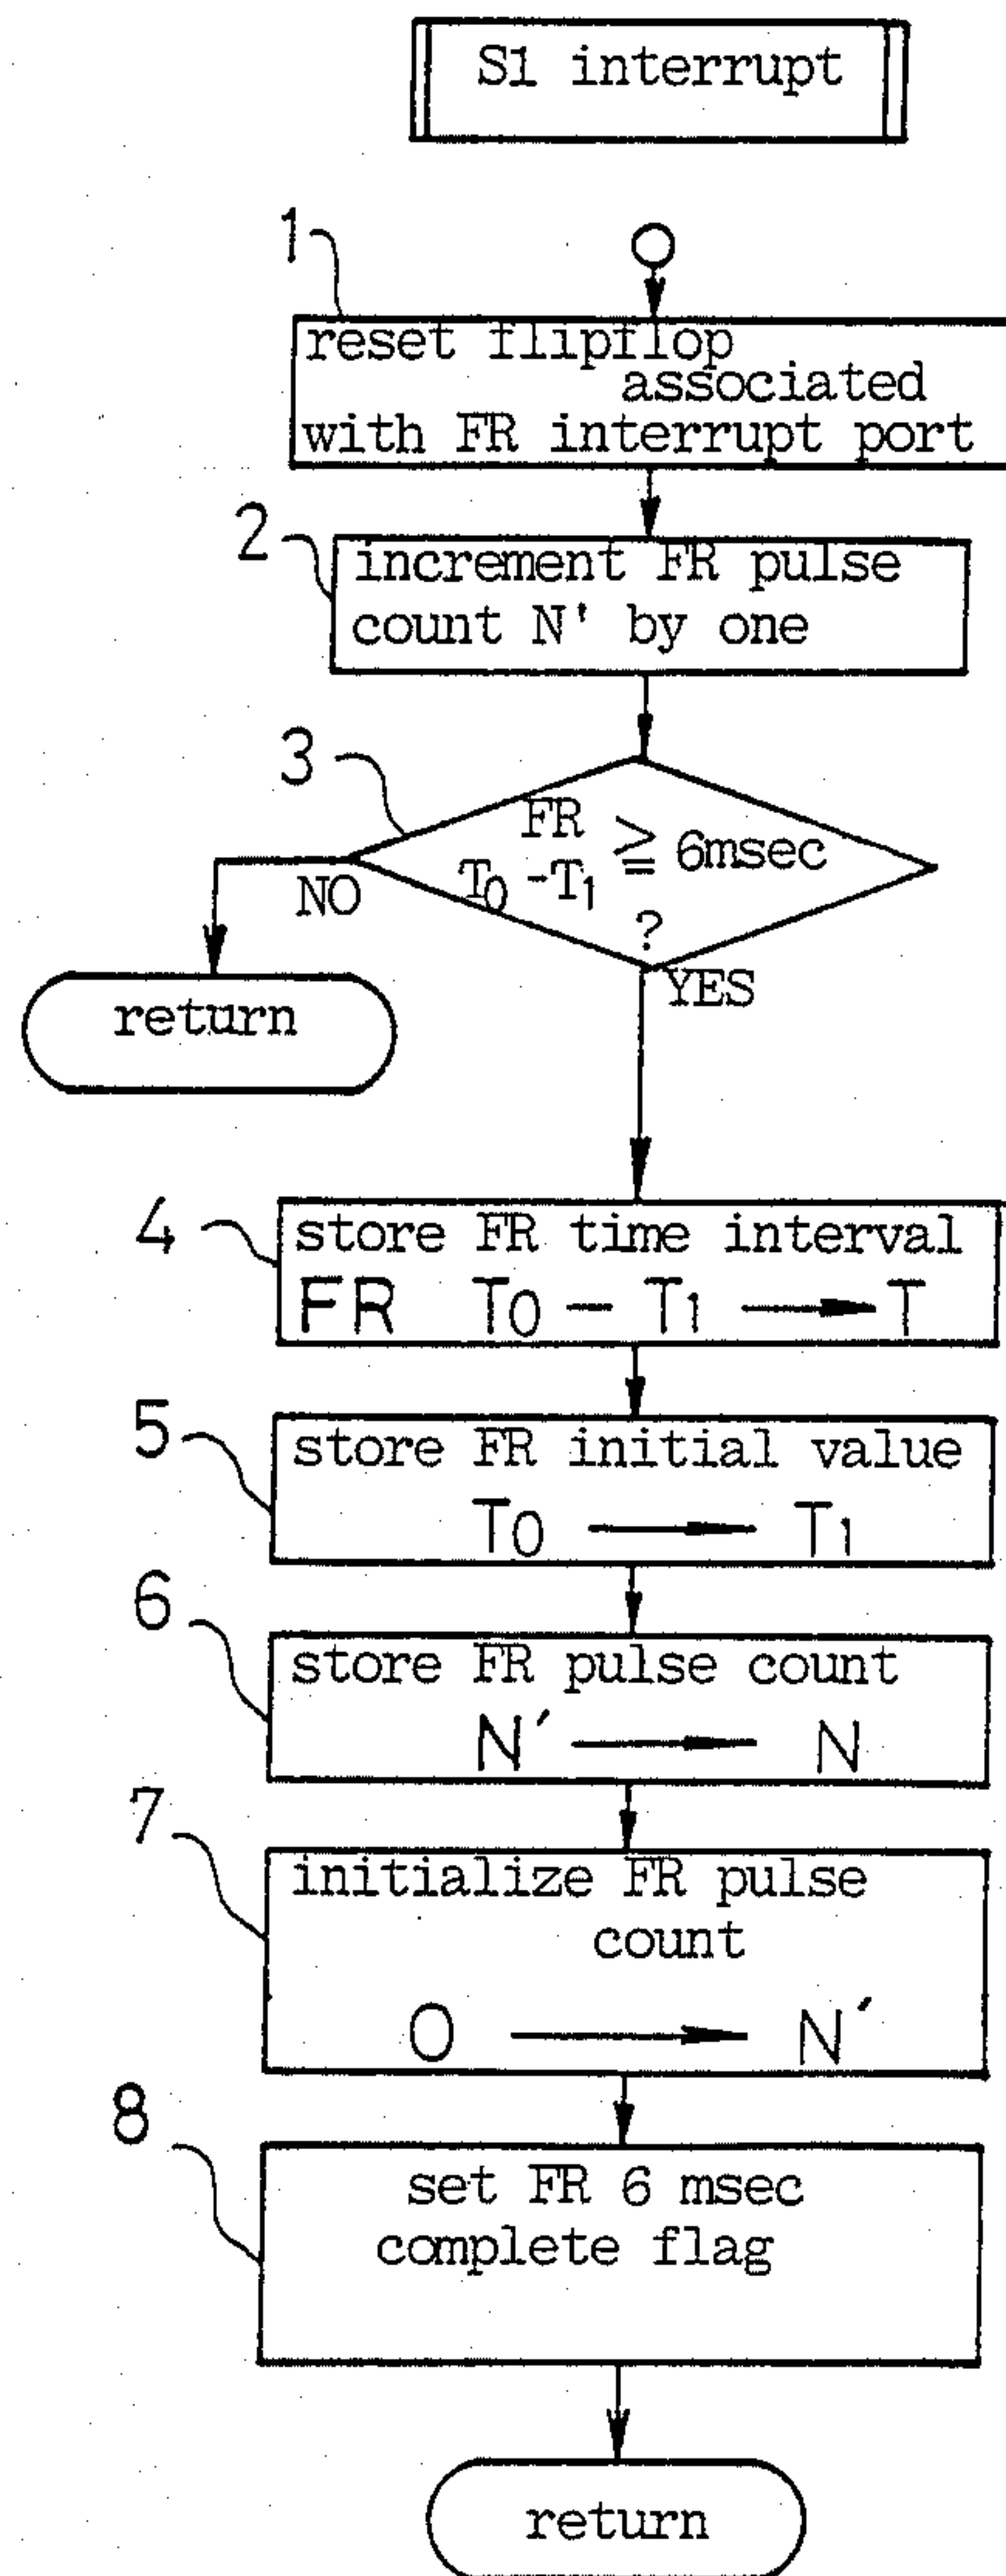 S1 interrupt
1
reset flipflop
associated
with FR interrupt port
2
increment FR pulse
count N' by one
3
FR
T0 - T1 ≧ 6msec
?
NO
YES
return
4
store FR time interval
FR T0 — T1 → T
5
store FR initial value
T0 → T1
6
store FR pulse count
N′ → N
7
initialize FR pulse
count
0 → N′
8
set FR 6 msec
complete flag
return